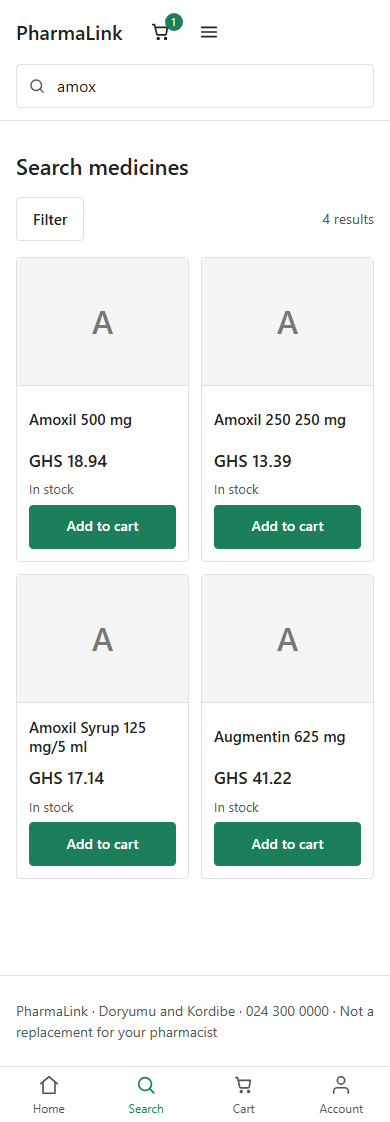 PharmaLink
1
amox
Search medicines
Filter
4 results
A
A
Amoxil 500 mg
Amoxil 250 250 mg
GHS 18.94
GHS 13.39
In stock
In stock
Add to cart
Add to cart
A
A
Amoxil Syrup 125
mg/5 ml
Augmentin 625 mg
GHS 17.14
GHS 41.22
In stock
In stock
Add to cart
Add to cart
PharmaLink · Doryumu and Kordibe · 024 300 0000 · Not a
replacement for your pharmacist
Home
Search
Cart
Account